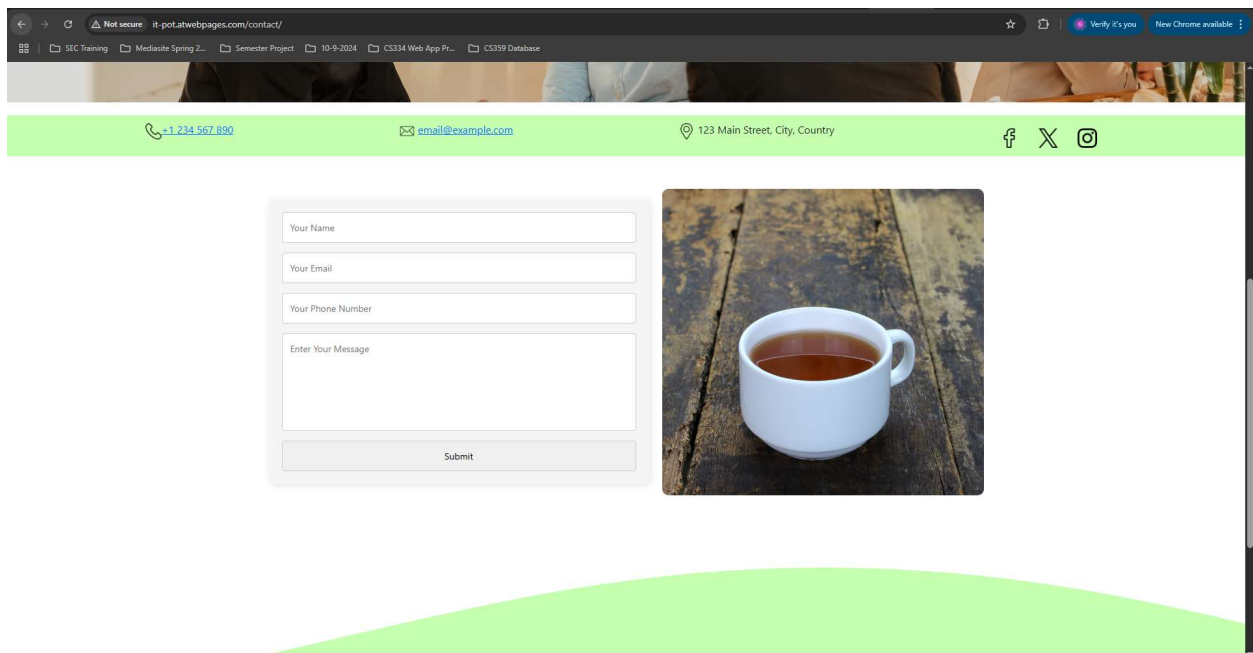 Not secure it-pot.atwebpages.com/contact/ Verify it's you New Chrome available
SEC Training Mediasite Spring 2... Semester Project 10-9-2024 CS334 Web App Pr... CS359 Database
+1 234 567 890 email@example.com 123 Main Street, City, Country
Your Name
Your Email
Your Phone Number
Enter Your Message
Submit